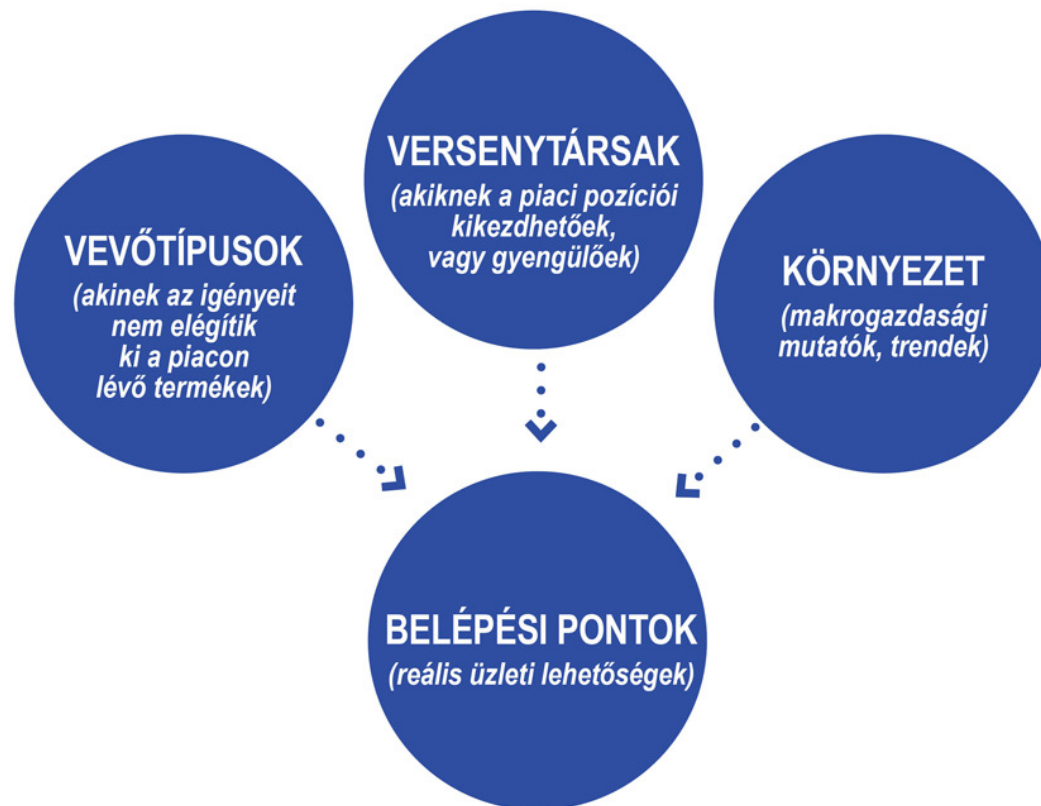 VEVŐTÍPUSOK
(akinek az igényeit
nem elégítik
ki a piacon
lévő termékek)
VERSENYTÁRSAK
(akiknek a piaci pozíciói
kikezdhetőek,
vagy gyengülőek)
KÖRNYEZET
(makrogazdasági
mutatók, trendek)
BELÉPÉSI PONTOK
(reális üzleti lehetőségek)